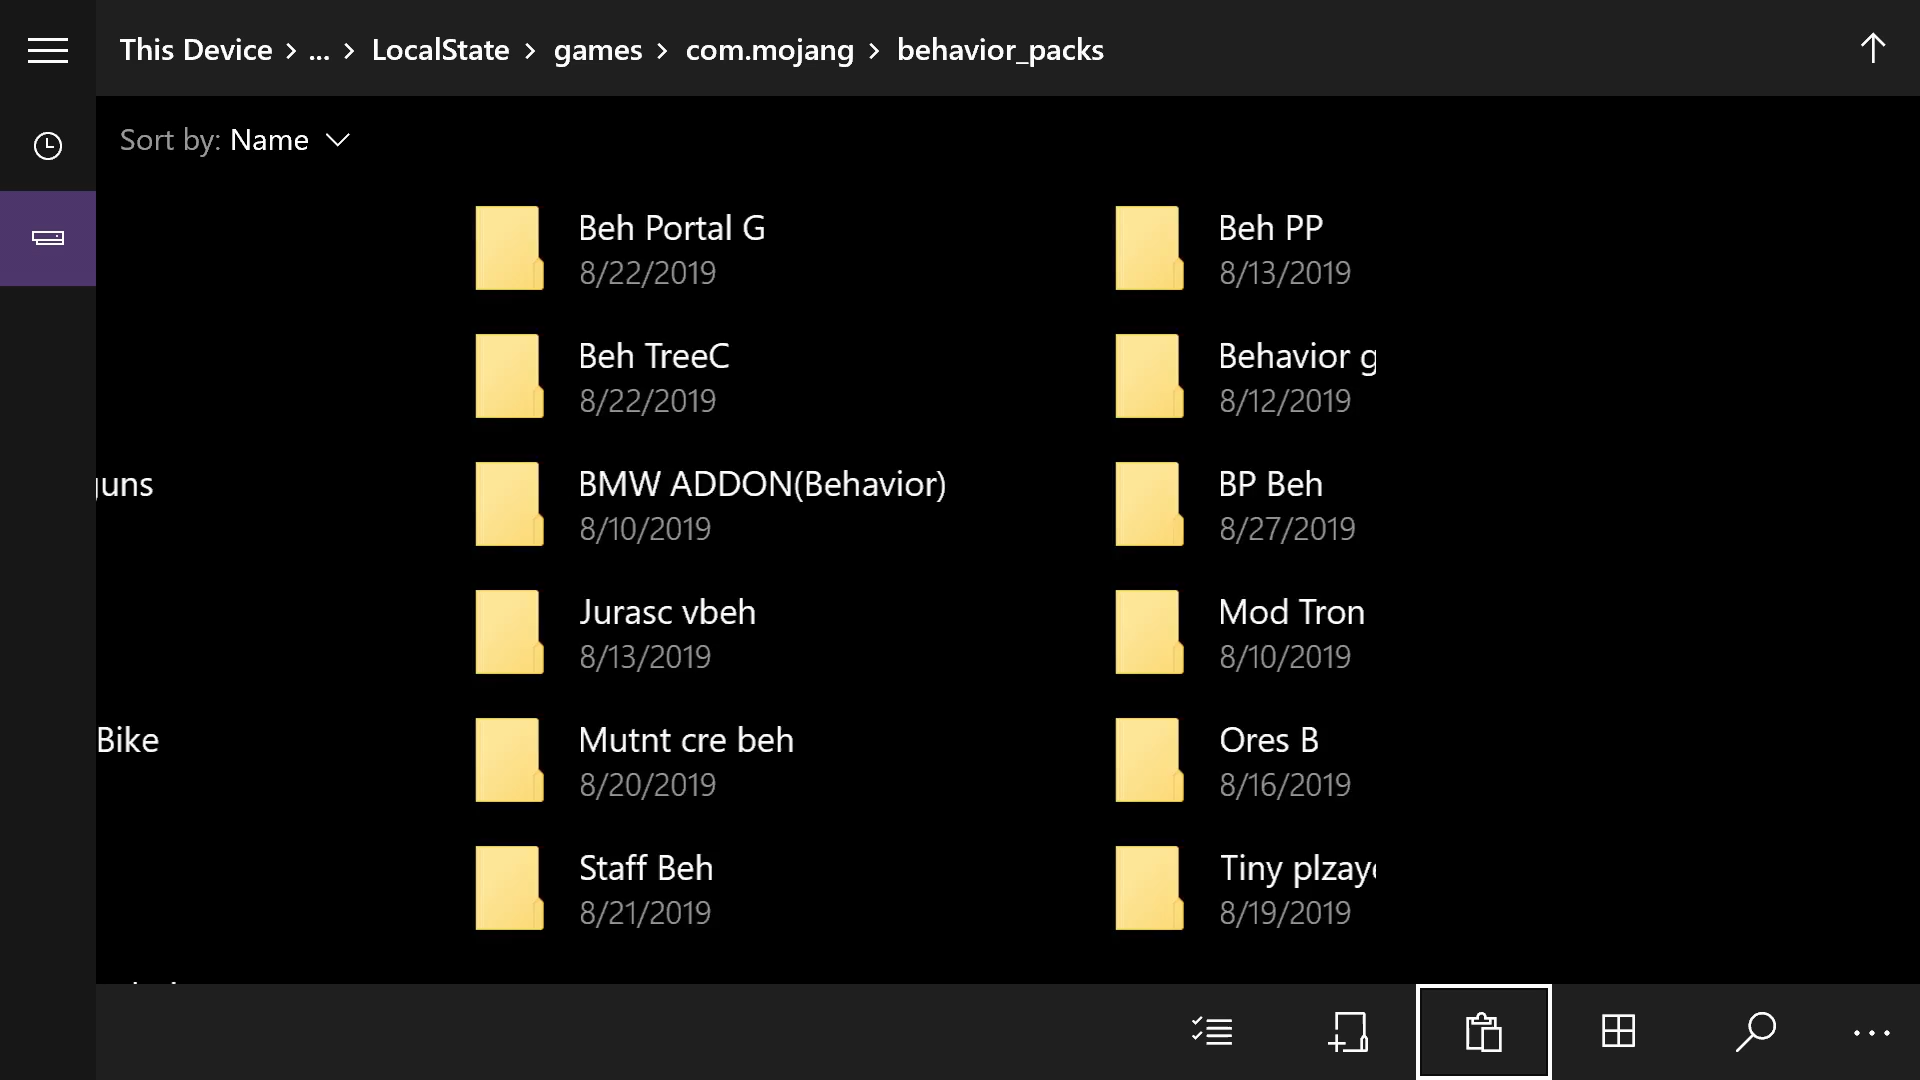 This Device > ... > LocalState > games > com.mojang > behavior_packs
Sort by: Name
Beh Portal G
8/22/2019
Beh PP
8/13/2019
Beh TreeC
8/22/2019
Behavior g
8/12/2019
guns
BMW ADDON(Behavior)
8/10/2019
BP Beh
8/27/2019
Jurasc vbeh
8/13/2019
Mod Tron
8/10/2019
Bike
Mutnt cre beh
8/20/2019
Ores B
8/16/2019
Staff Beh
8/21/2019
Tiny plzay
8/19/2019